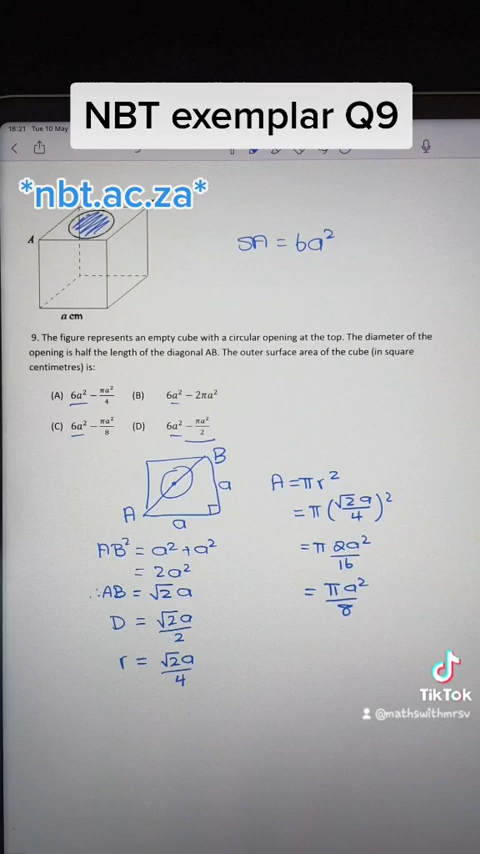 NBT exemplar Q9
18:21 Tue 10 May
*nbt.ac.za*
A
SA = 6a²
a cm
9. The figure represents an empty cube with a circular opening at the top. The diameter of the
opening is half the length of the diagonal AB. The outer surface area of the cube (in square
centimetres) is:
(A) 6a² − πa²/4 (B) 6a² − 2πa²
(C) 6a² − πa²/8 (D) 6a² − πa²/2
B
A = πr²
a
= π(√2a/4)²
A
a
AB² = a² + a²
= π 2a²/16
= 2a²
∴AB = √2 a
= πa²/8
D = √2a/2
r = √2a/4
TikTok
@mathswithmrsv